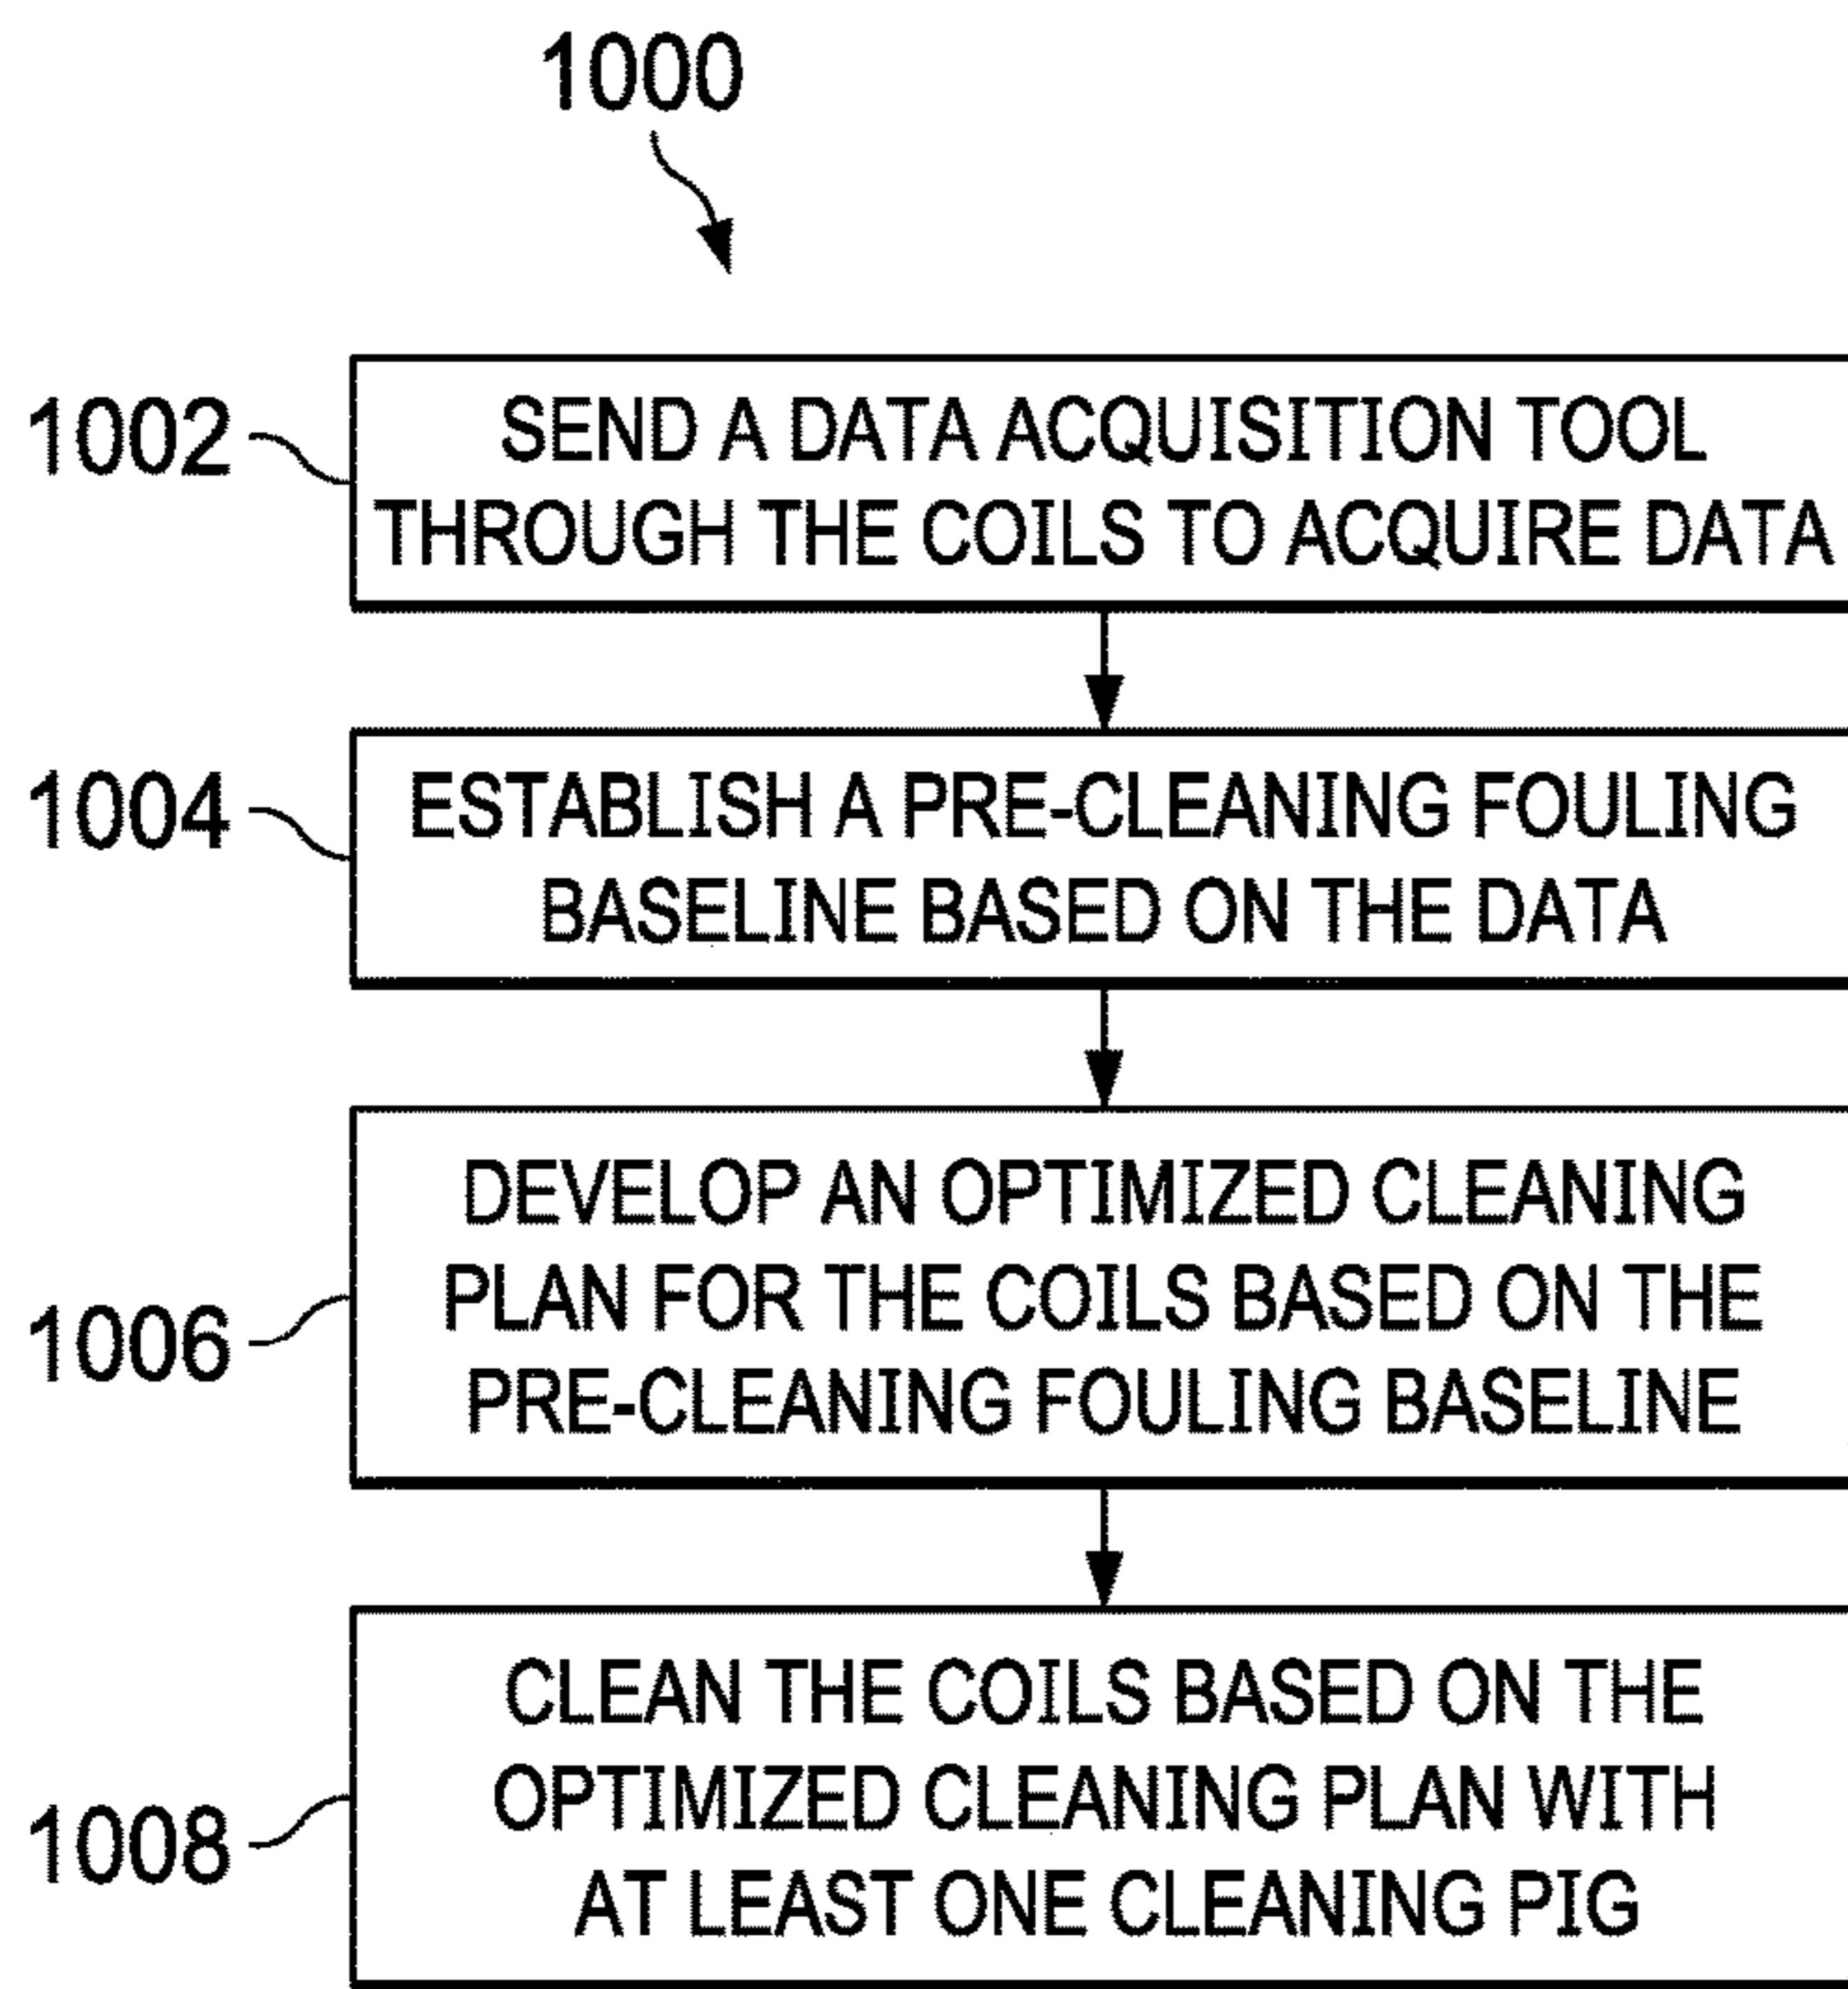 1000
1002
SEND A DATA ACQUISITION TOOL
THROUGH THE COILS TO ACQUIRE DATA
1004
ESTABLISH A PRE-CLEANING FOULING
BASELINE BASED ON THE DATA
1006
DEVELOP AN OPTIMIZED CLEANING
PLAN FOR THE COILS BASED ON THE
PRE-CLEANING FOULING BASELINE
1008
CLEAN THE COILS BASED ON THE
OPTIMIZED CLEANING PLAN WITH
AT LEAST ONE CLEANING PIG